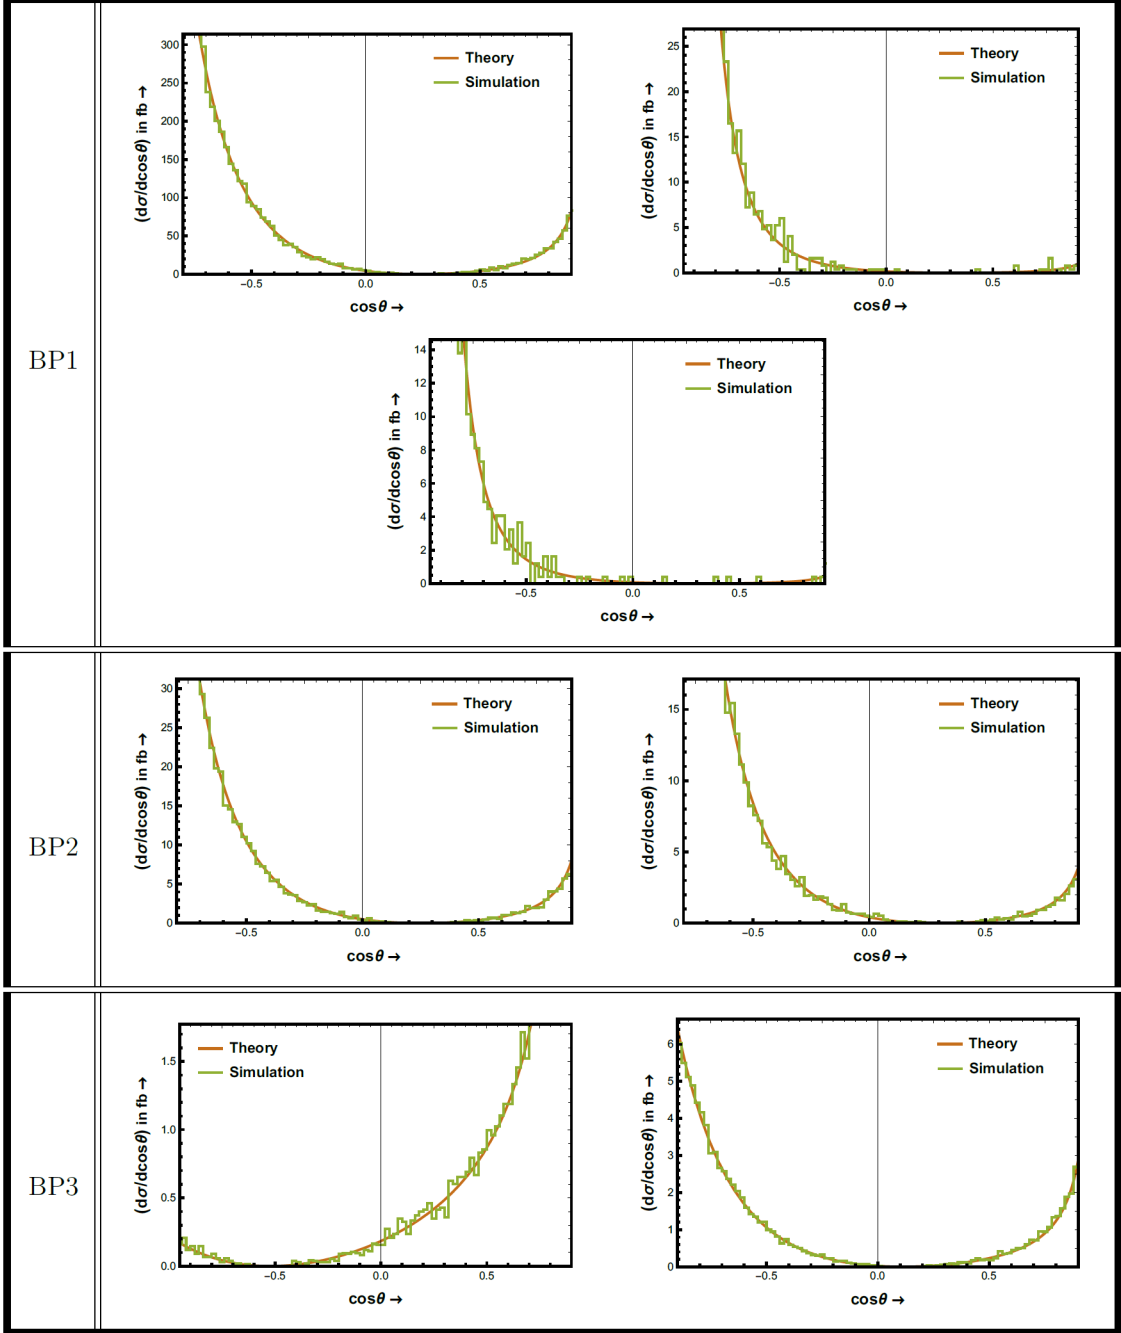 BP1
Theory
Simulation
(dσ/dcosθ) in fb →
300
250
200
150
100
50
0
−0.5
0.0
0.5
cosθ →
Theory
Simulation
(dσ/dcosθ) in fb →
25
20
15
10
5
0
−0.5
0.0
0.5
cosθ →
Theory
Simulation
(dσ/dcosθ) in fb →
14
12
10
8
6
4
2
0
−0.5
0.0
0.5
cosθ →
BP2
Theory
Simulation
(dσ/dcosθ) in fb →
30
25
20
15
10
5
0
−0.5
0.0
0.5
cosθ →
Theory
Simulation
(dσ/dcosθ) in fb →
15
10
5
0
−0.5
0.0
0.5
cosθ →
BP3
Theory
Simulation
(dσ/dcosθ) in fb →
1.5
1.0
0.5
0.0
−0.5
0.0
0.5
cosθ →
Theory
Simulation
(dσ/dcosθ) in fb →
6
5
4
3
2
1
0
−0.5
0.0
0.5
cosθ →